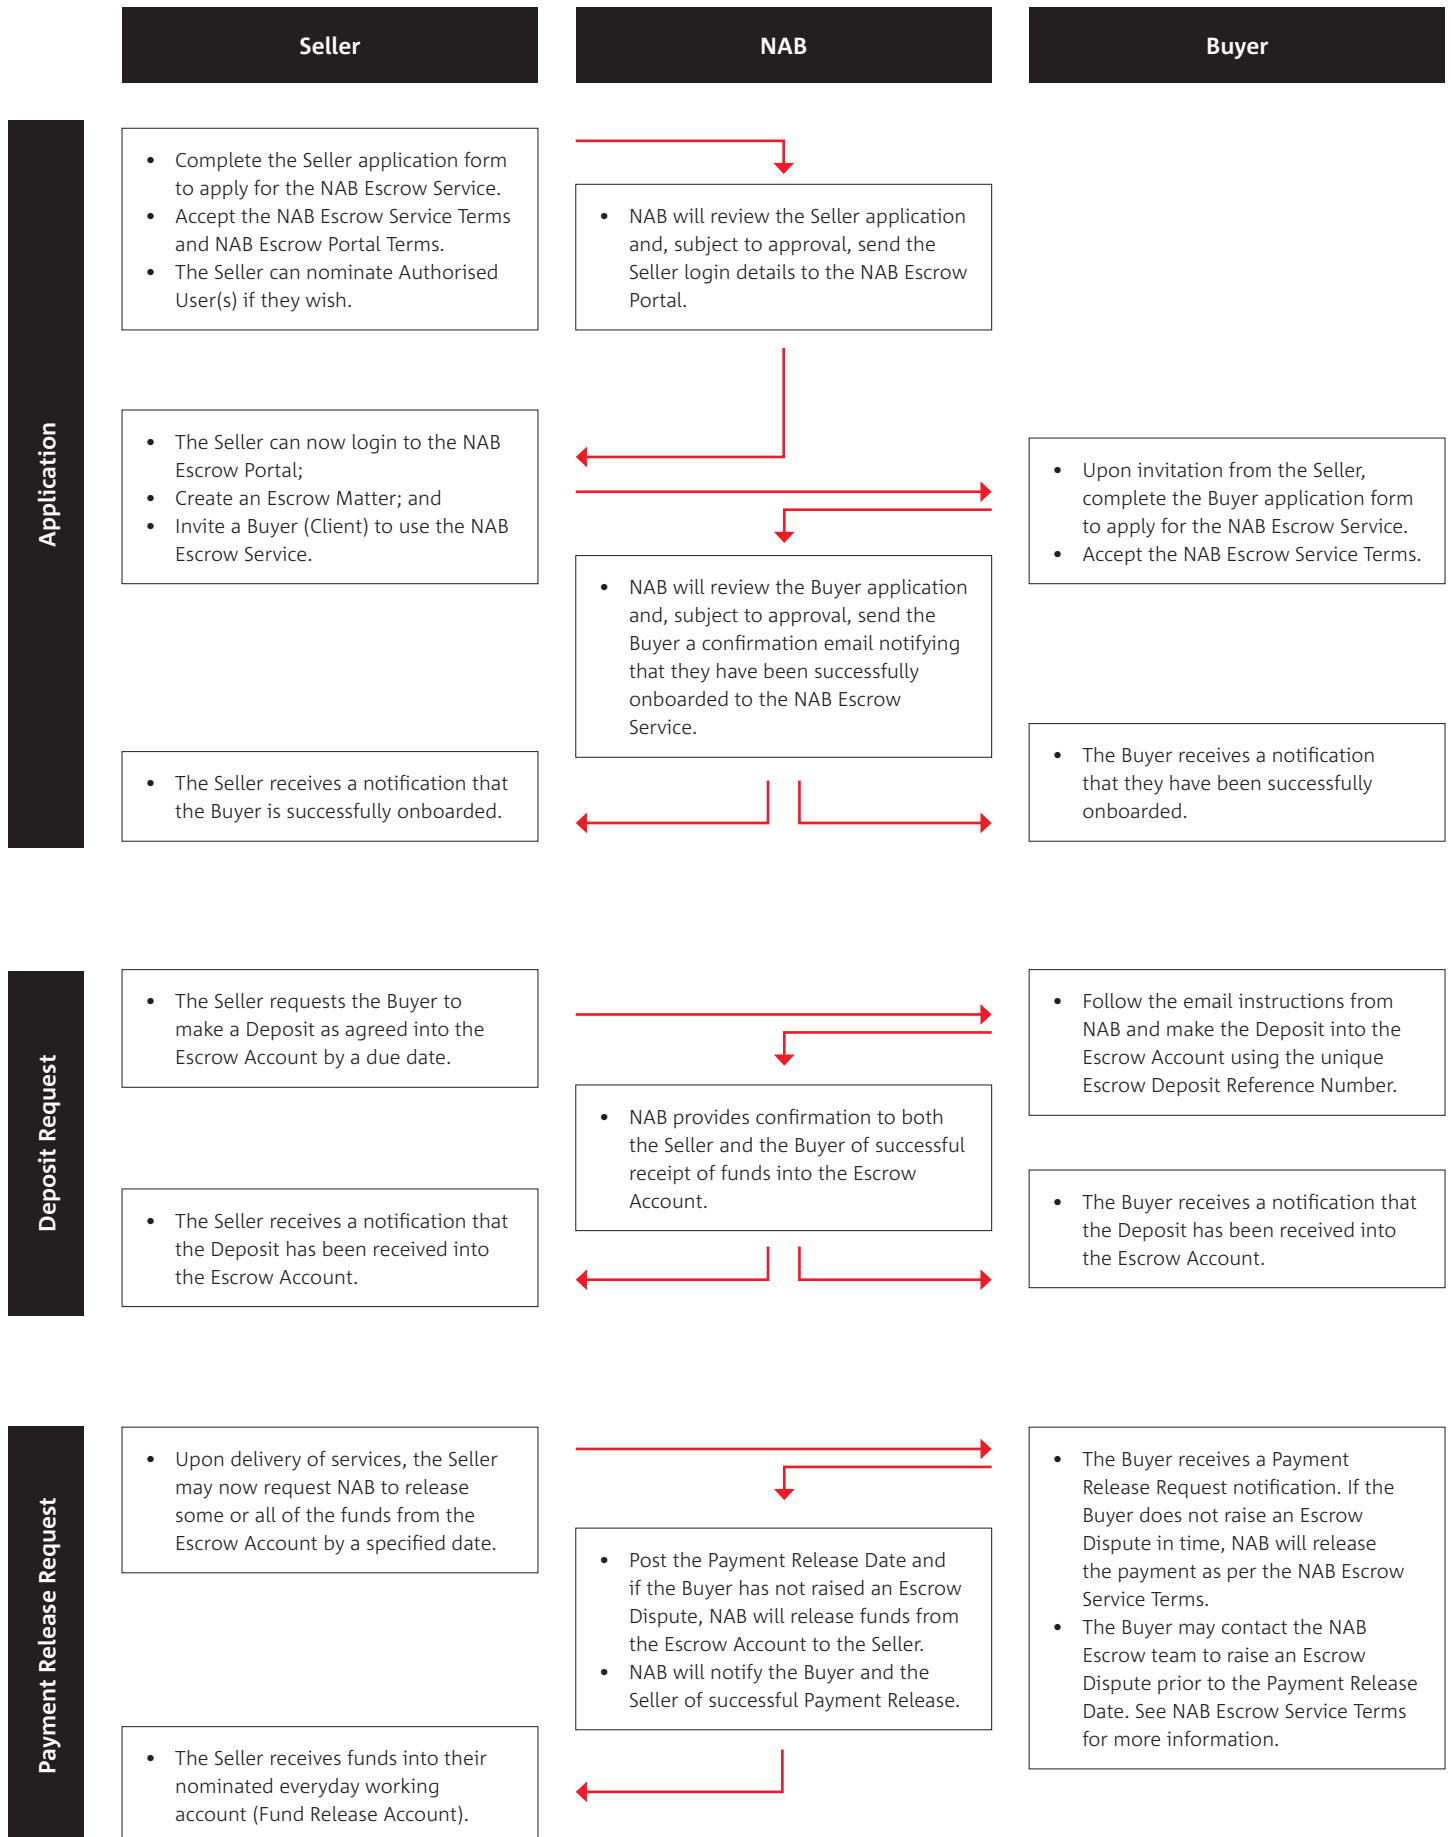 Seller
NAB
Buyer
Application
• Complete the Seller application form
to apply for the NAB Escrow Service.
• Accept the NAB Escrow Service Terms
and NAB Escrow Portal Terms.
• The Seller can nominate Authorised
User(s) if they wish.
• NAB will review the Seller application
and, subject to approval, send the
Seller login details to the NAB Escrow
Portal.
• The Seller can now login to the NAB
Escrow Portal;
• Create an Escrow Matter; and
• Invite a Buyer (Client) to use the NAB
Escrow Service.
• Upon invitation from the Seller,
complete the Buyer application form
to apply for the NAB Escrow Service.
• Accept the NAB Escrow Service Terms.
• NAB will review the Buyer application
and, subject to approval, send the
Buyer a confirmation email notifying
that they have been successfully
onboarded to the NAB Escrow
Service.
• The Seller receives a notification that
the Buyer is successfully onboarded.
• The Buyer receives a notification
that they have been successfully
onboarded.
Deposit Request
• The Seller requests the Buyer to
make a Deposit as agreed into the
Escrow Account by a due date.
• Follow the email instructions from
NAB and make the Deposit into the
Escrow Account using the unique
Escrow Deposit Reference Number.
• NAB provides confirmation to both
the Seller and the Buyer of successful
receipt of funds into the Escrow
Account.
• The Seller receives a notification that
the Deposit has been received into
the Escrow Account.
• The Buyer receives a notification that
the Deposit has been received into
the Escrow Account.
Payment Release Request
• Upon delivery of services, the Seller
may now request NAB to release
some or all of the funds from the
Escrow Account by a specified date.
• The Buyer receives a Payment
Release Request notification. If the
Buyer does not raise an Escrow
Dispute in time, NAB will release
the payment as per the NAB Escrow
Service Terms.
• The Buyer may contact the NAB
Escrow team to raise an Escrow
Dispute prior to the Payment Release
Date. See NAB Escrow Service Terms
for more information.
• Post the Payment Release Date and
if the Buyer has not raised an Escrow
Dispute, NAB will release funds from
the Escrow Account to the Seller.
• NAB will notify the Buyer and the
Seller of successful Payment Release.
• The Seller receives funds into their
nominated everyday working
account (Fund Release Account).